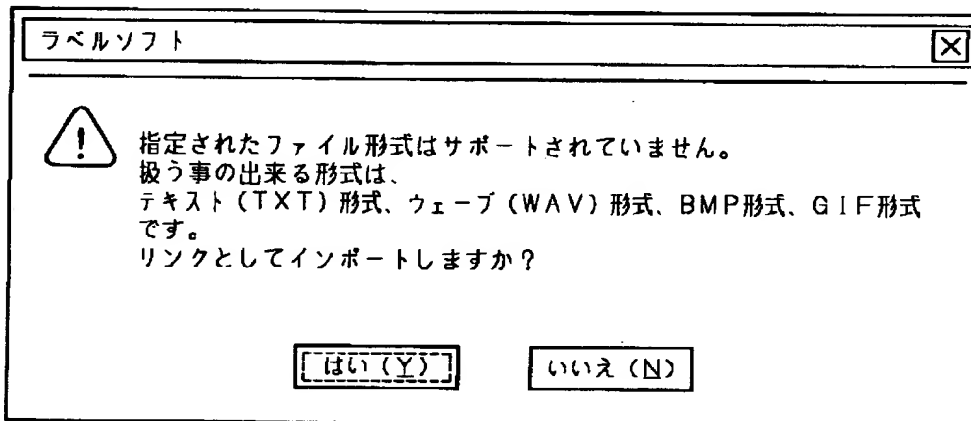 ラベルソフト
指定されたファイル形式はサポートされていません。
扱う事の出来る形式は、
テキスト(TXT)形式、ウェーブ(WAV)形式、BMP形式、GIF形式
です。
リンクとしてインポートしますか?
はい(Y)
いいえ(N)